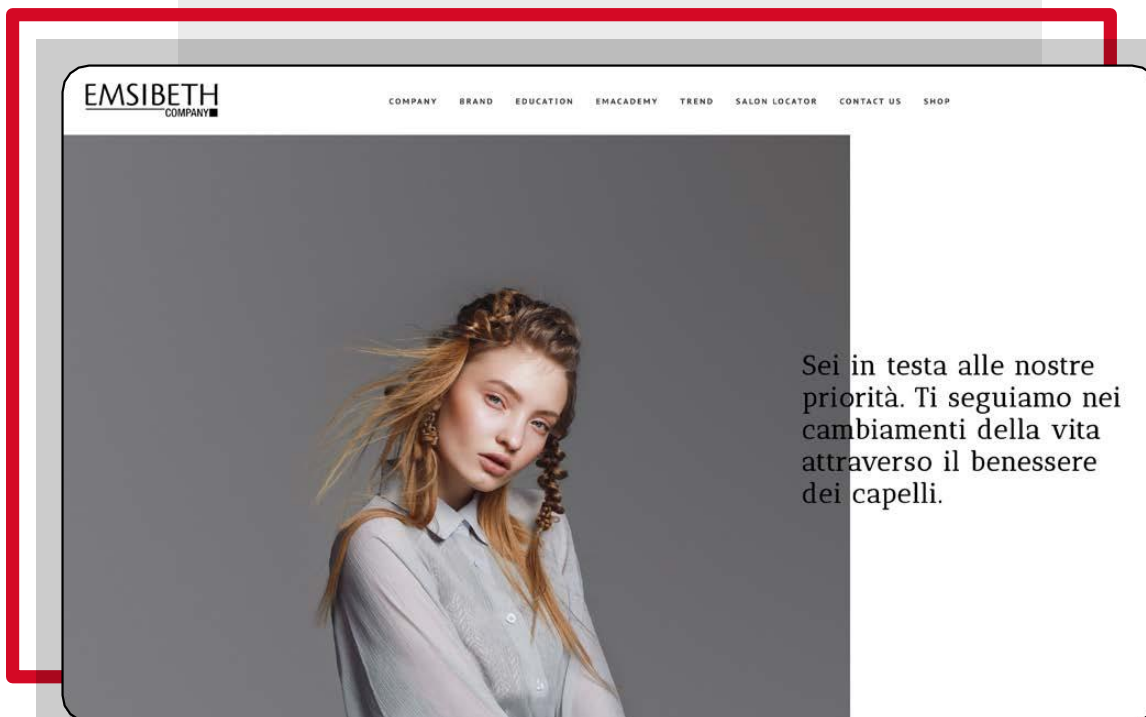 EMSIBETH
COMPANY
COMPANY BRAND EDUCATION EMACADEMY TREND SALON LOCATOR CONTACT US SHOP
Sei in testa alle nostre
priorità. Ti seguiamo nei
cambiamenti della vita
attraverso il benessere
dei capelli.